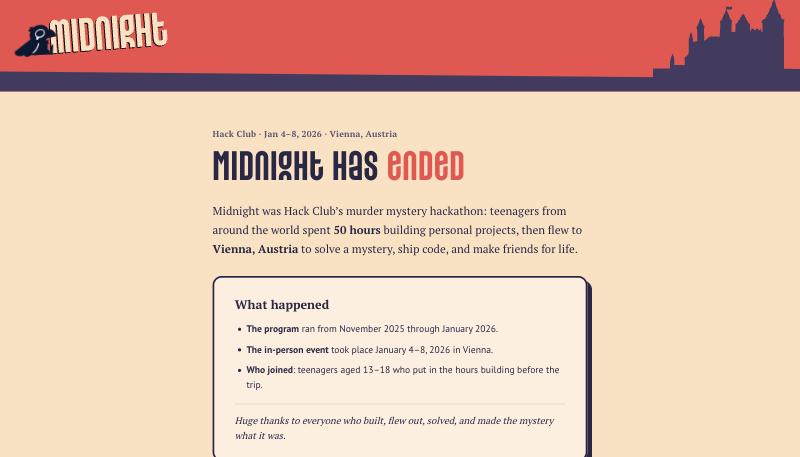 MIDNIGHT
Hack Club · Jan 4–8, 2026 · Vienna, Austria
MIDNIGHT HAS ENDED
Midnight was Hack Club’s murder mystery hackathon: teenagers from
around the world spent 50 hours building personal projects, then flew to
Vienna, Austria to solve a mystery, ship code, and make friends for life.
What happened
• The program ran from November 2025 through January 2026.
• The in-person event took place January 4–8, 2026 in Vienna.
• Who joined: teenagers aged 13–18 who put in the hours building before the
trip.
Huge thanks to everyone who built, flew out, solved, and made the mystery
what it was.